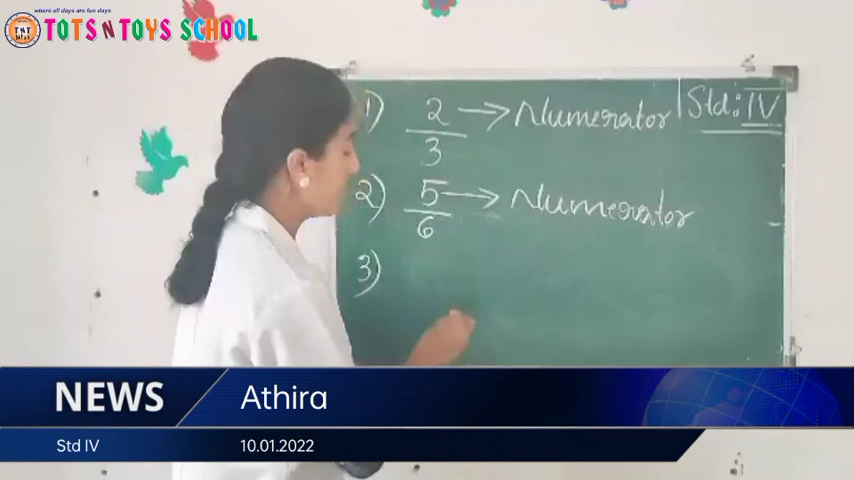 where all days are fun days
TOTS N TOYS SCHOOL
TNT
1) 2/3 → Numerator
Std: IV
2) 5/6 → Numerator
3)
NEWS Athira
Std IV 10.01.2022